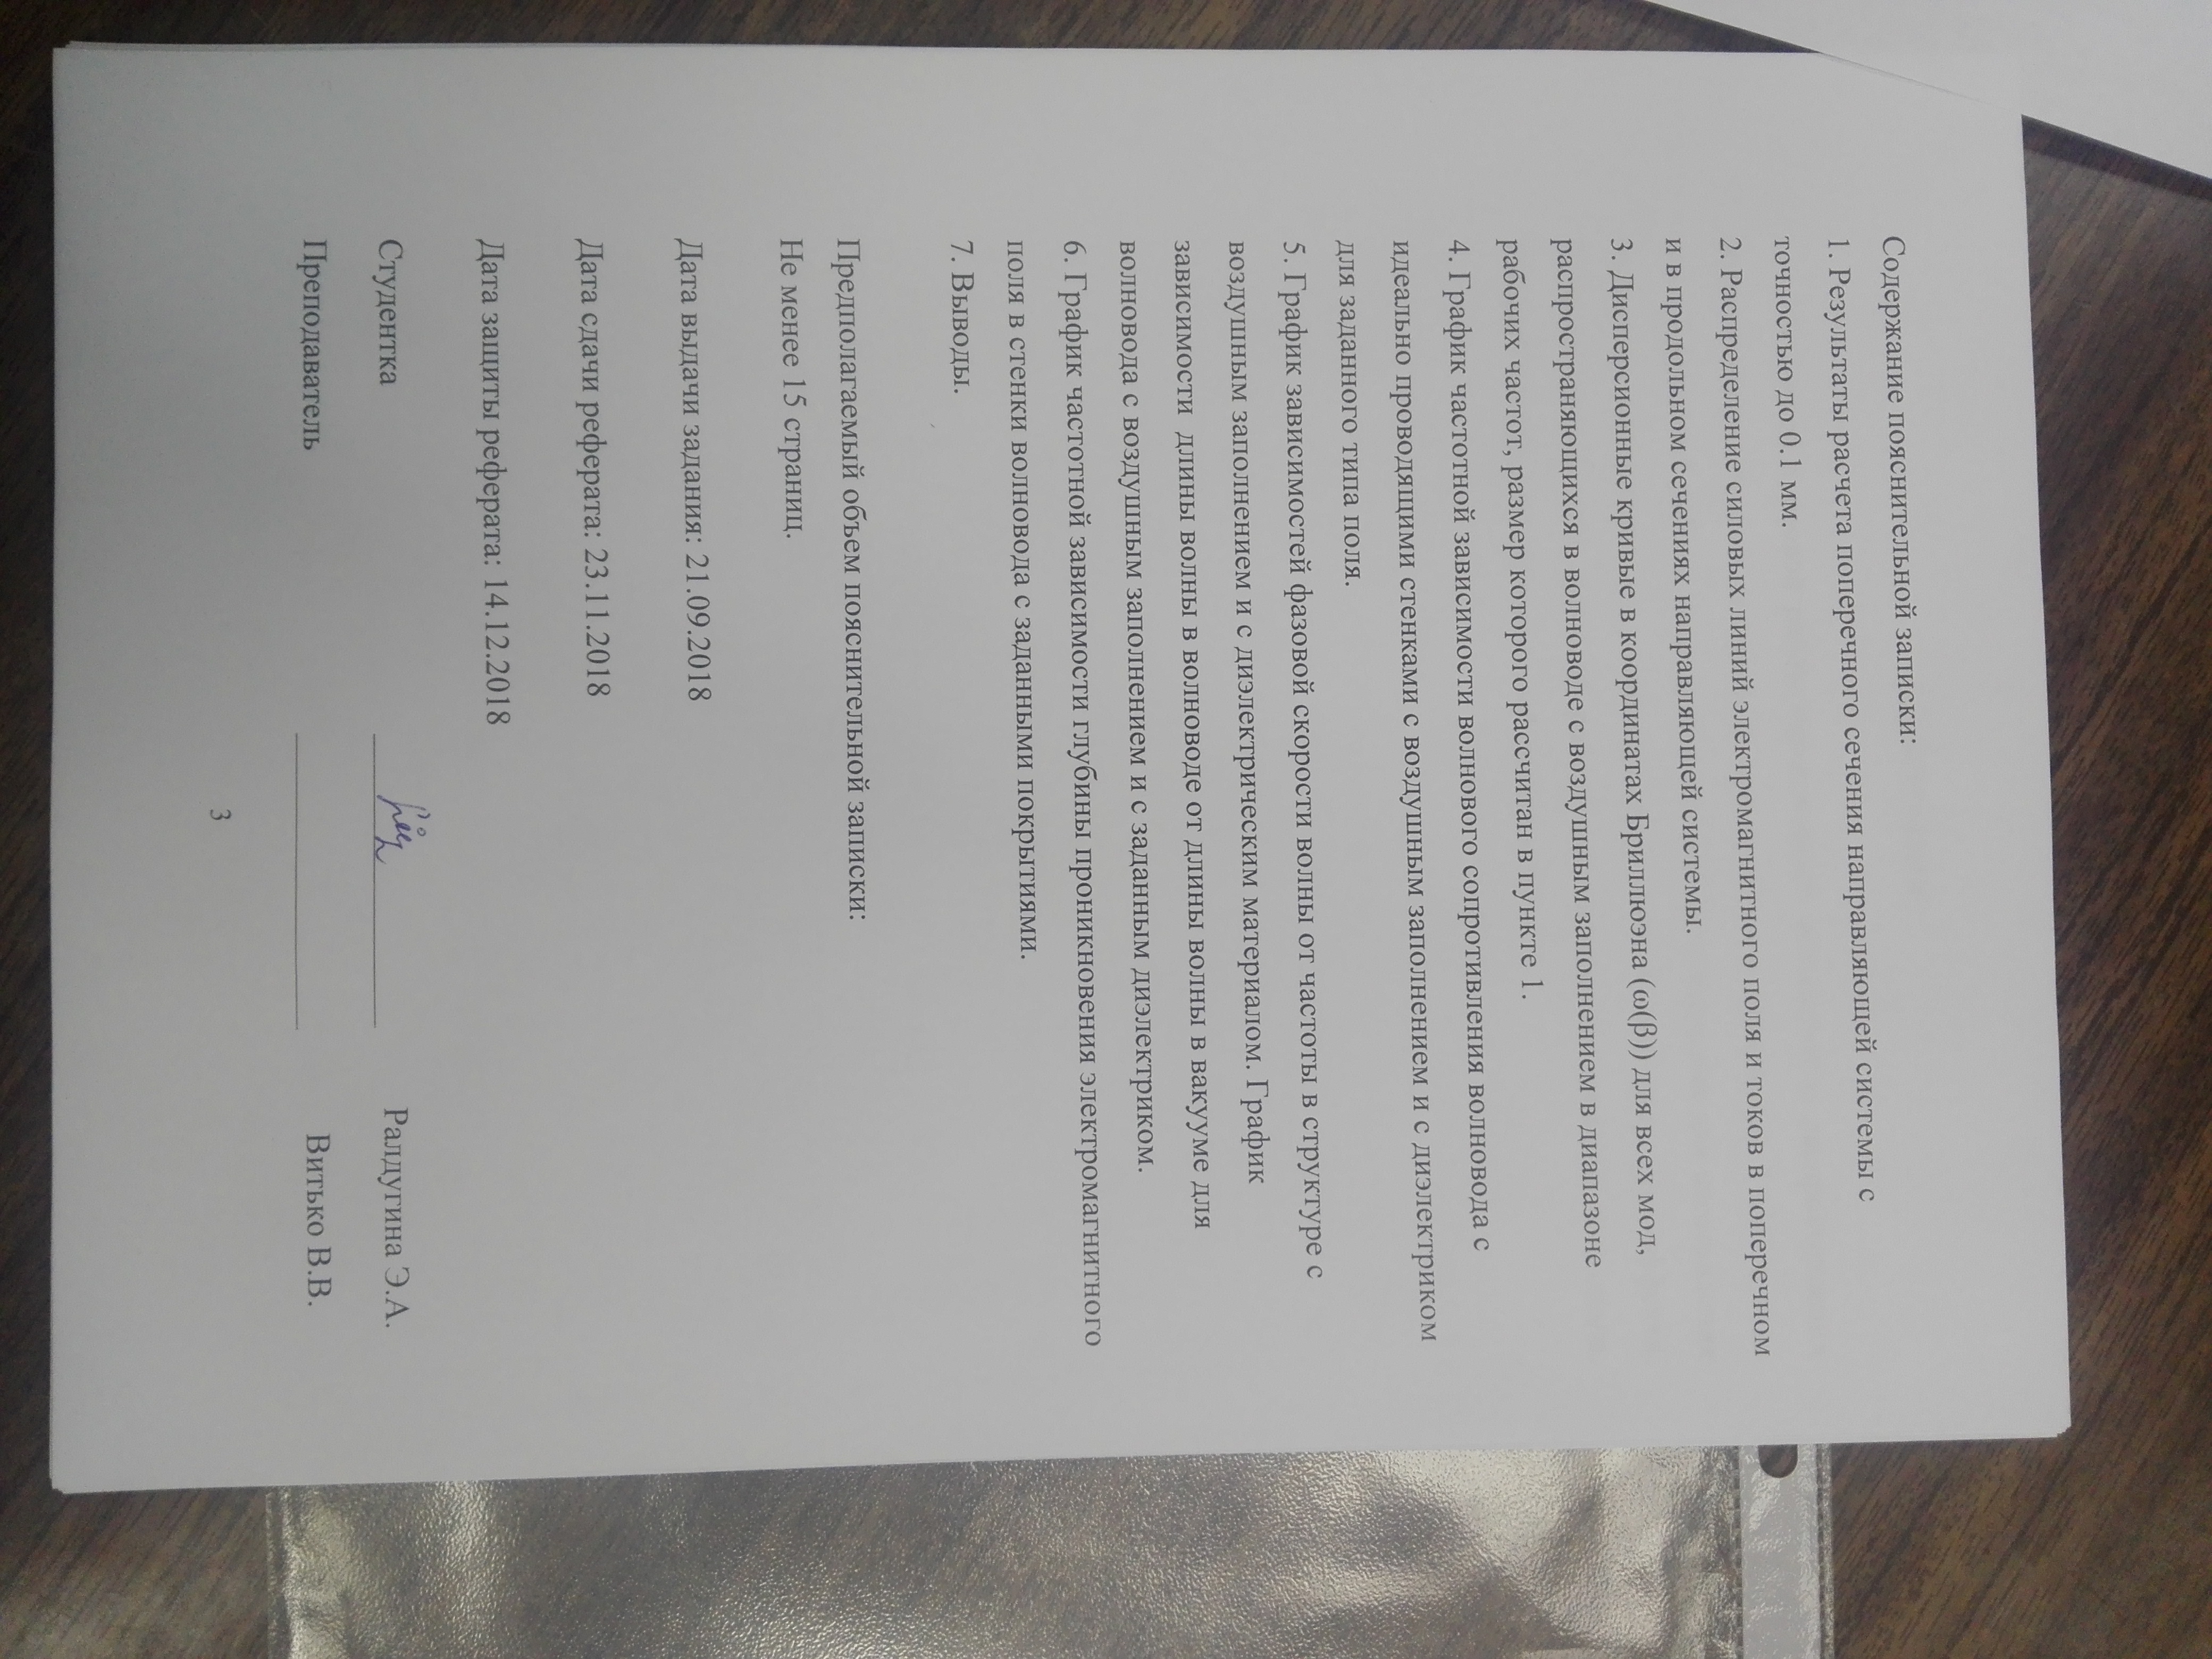 Содержание пояснительной записки:
1. Результаты расчета поперечного сечения направляющей системы с
точностью до 0.1 мм.
2. Распределение силовых линий электромагнитного поля и токов в поперечном
и в продольном сечениях направляющей системы.
3. Дисперсионные кривые в координатах Бриллюэна (ω(β)) для всех мод,
распространяющихся в волноводе с воздушным заполнением в диапазоне
рабочих частот, размер которого рассчитан в пункте 1.
4. График частотной зависимости волнового сопротивления волновода с
идеально проводящими стенками с воздушным заполнением и с диэлектриком
для заданного типа поля.
5. График зависимостей фазовой скорости волны от частоты в структуре с
воздушным заполнением и с диэлектрическим материалом. График
зависимости длины волны в волноводе от длины волны в вакууме для
волновода с воздушным заполнением и с заданным диэлектриком.
6. График частотной зависимости глубины проникновения электромагнитного
поля в стенки волновода с заданными покрытиями.
7. Выводы.
Предполагаемый объем пояснительной записки:
Не менее 15 страниц.
Дата выдачи задания: 21.09.2018
Дата сдачи реферата: 23.11.2018
Дата защиты реферата: 14.12.2018
Студентка Ралдугина Э.А.
Преподаватель Витько В.В.
3